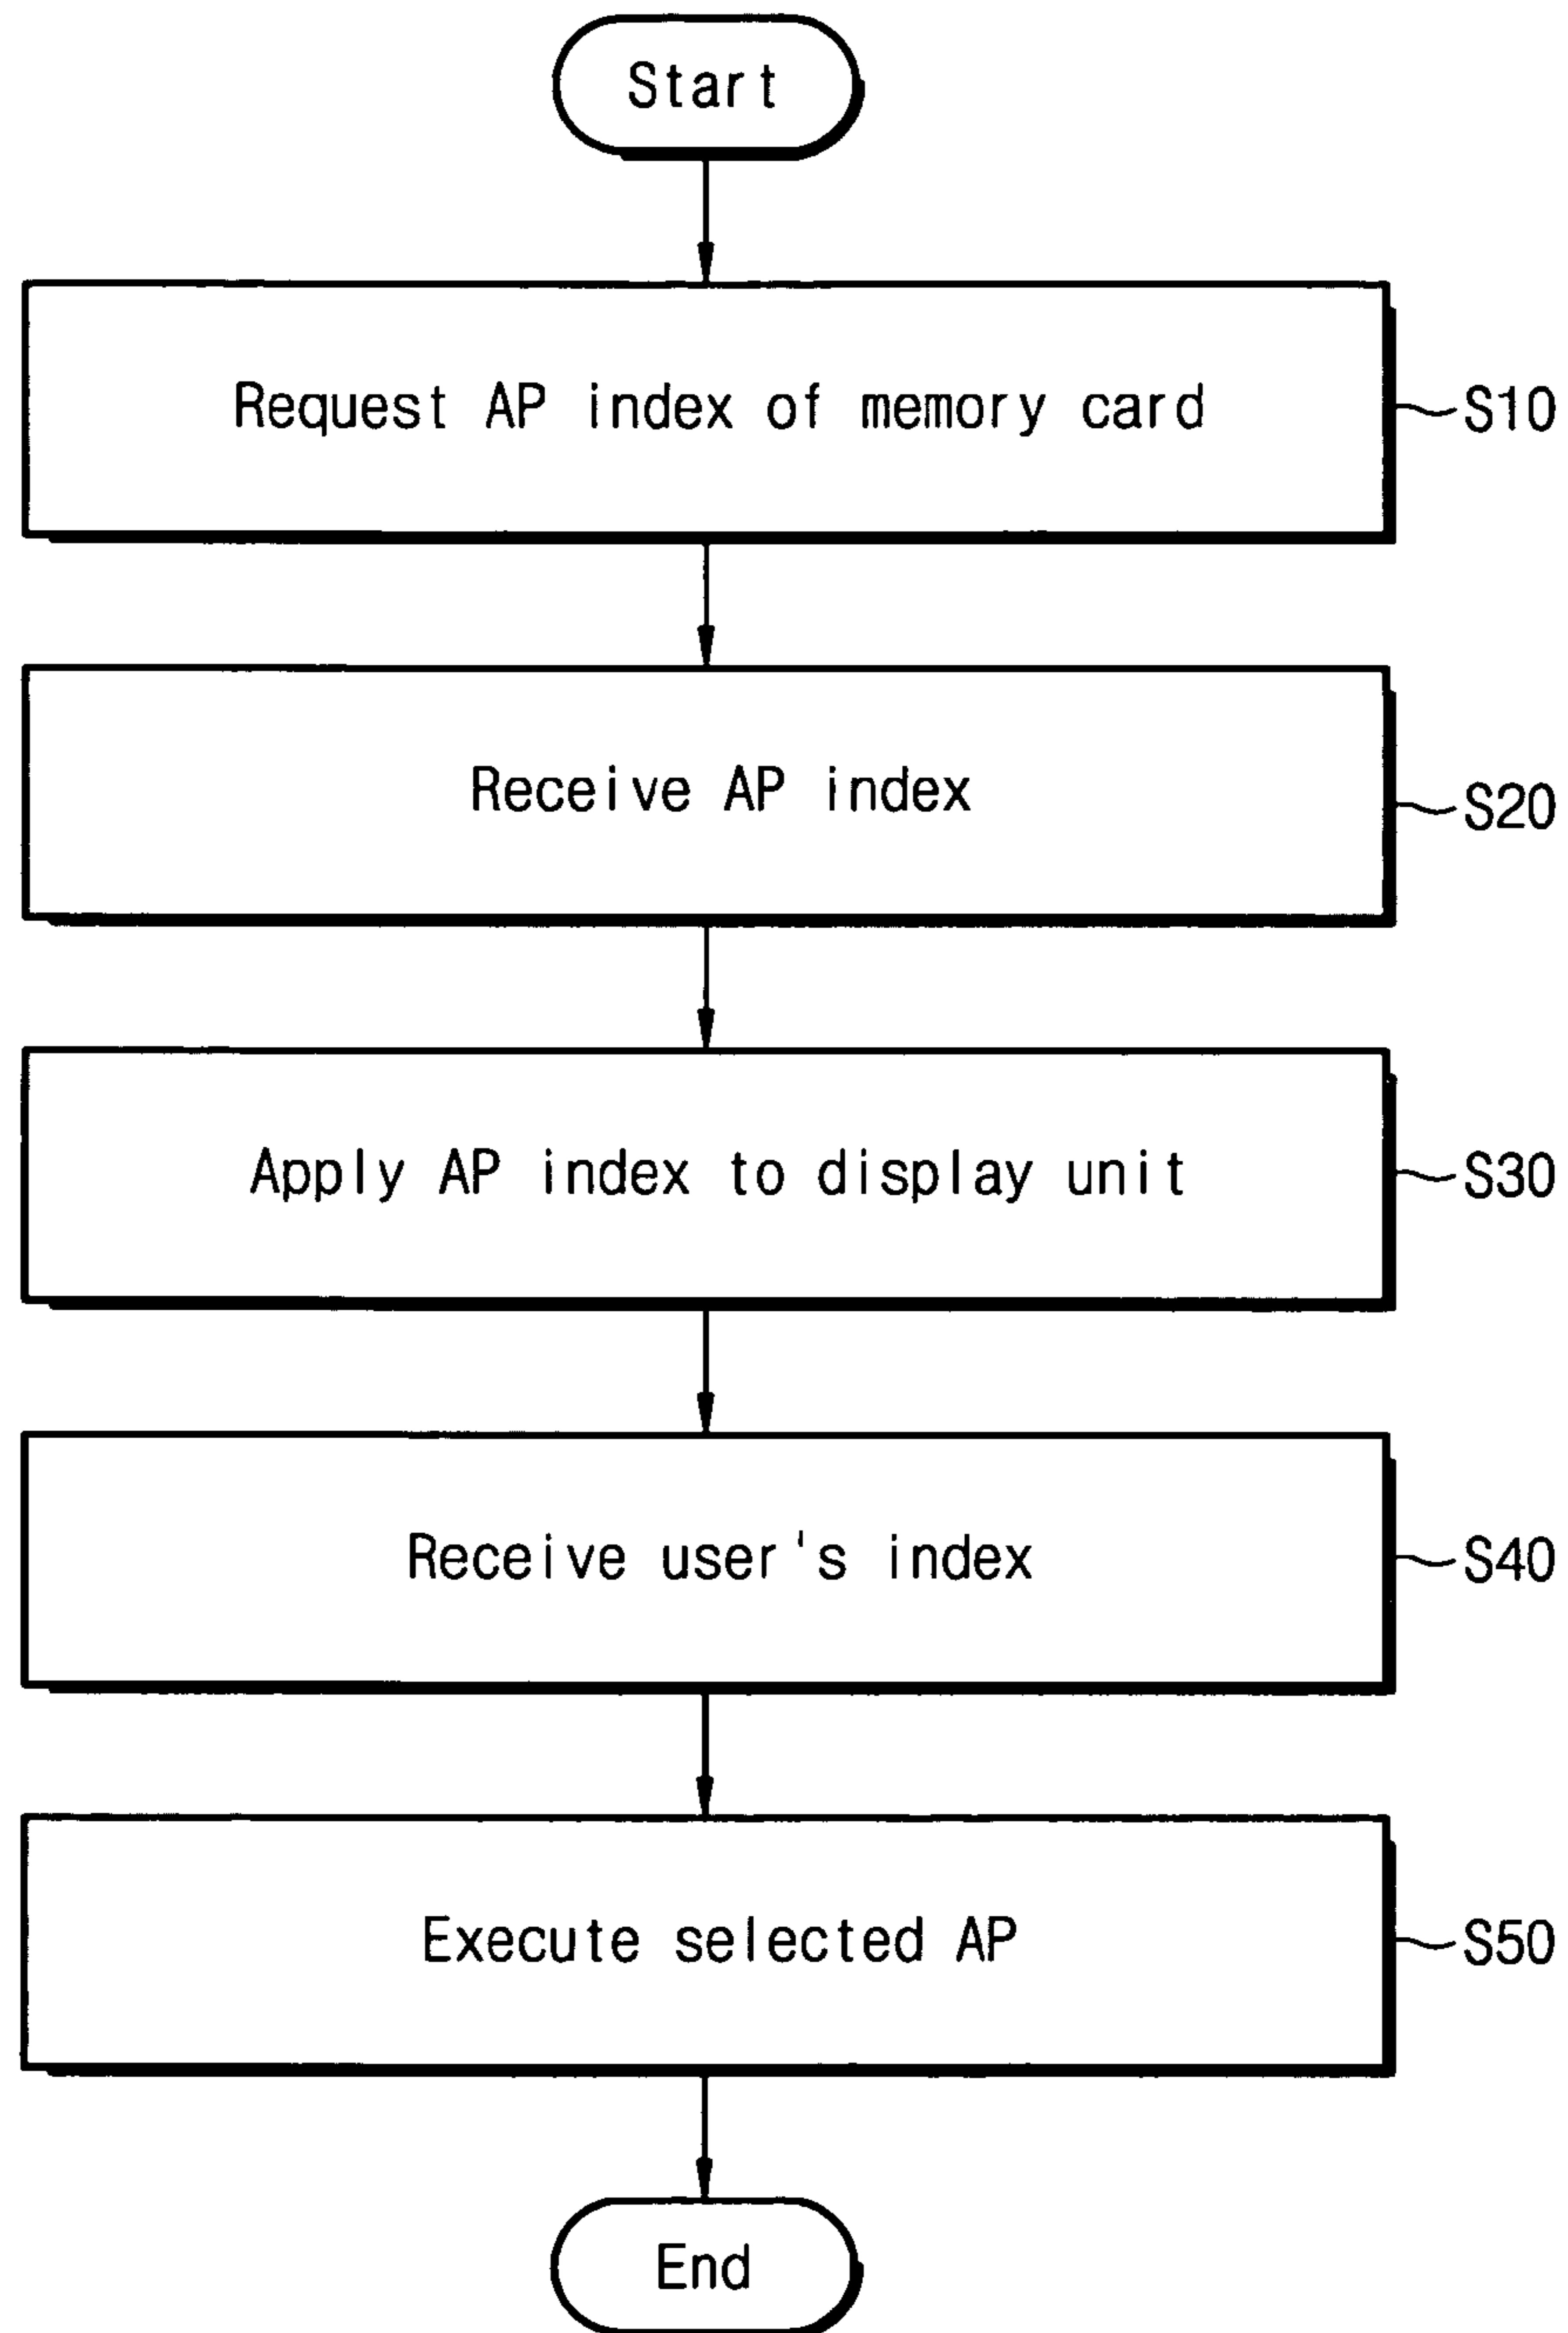 Start
Request AP index of memory card
S10
Receive AP index
S20
Apply AP index to display unit
S30
Receive user's index
S40
Execute selected AP
S50
End